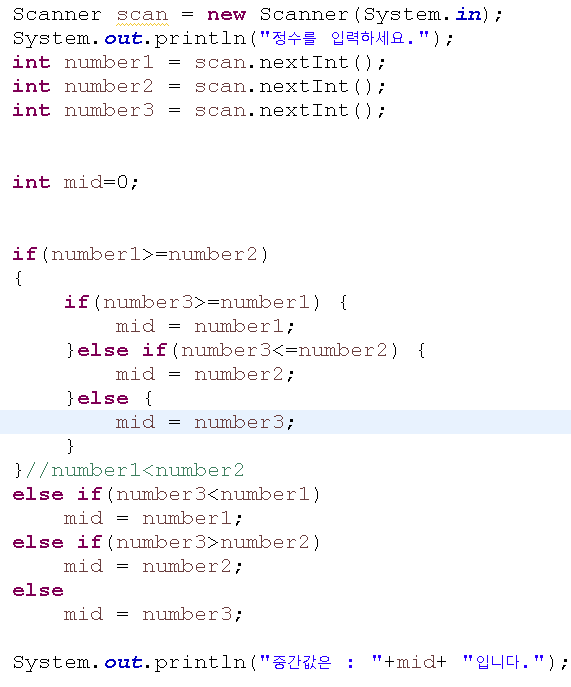 Scanner scan = new Scanner(System.in);
System.out.println("정수를 입력하세요.");
int number1 = scan.nextInt();
int number2 = scan.nextInt();
int number3 = scan.nextInt();
int mid=0;
if(number1>=number2)
{
if(number3>=number1) {
mid = number1;
}else if(number3<=number2) {
mid = number2;
}else {
mid = number3;
}
}//number1<number2
else if(number3<number1)
mid = number1;
else if(number3>number2)
mid = number2;
else
mid = number3;
System.out.println("중간값은 : "+mid+ "입니다.");